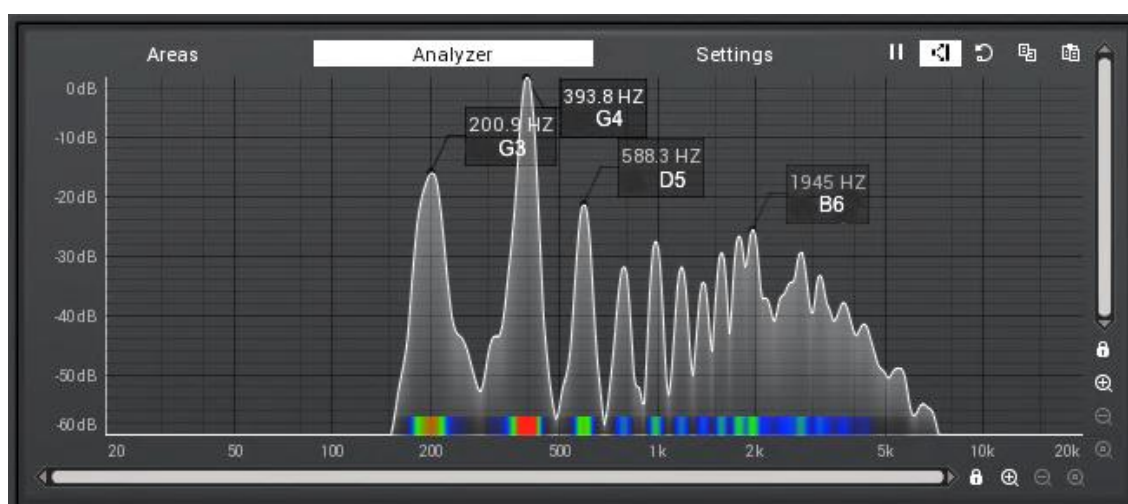 Areas
Analyzer
Settings
0dB
-10dB
-20dB
-30dB
-40dB
-50dB
-60dB
200.9 HZ
G3
393.8 HZ
G4
588.3 HZ
D5
1945 HZ
B6
20 50 100 200 500 1k 2k 5k 10k 20k